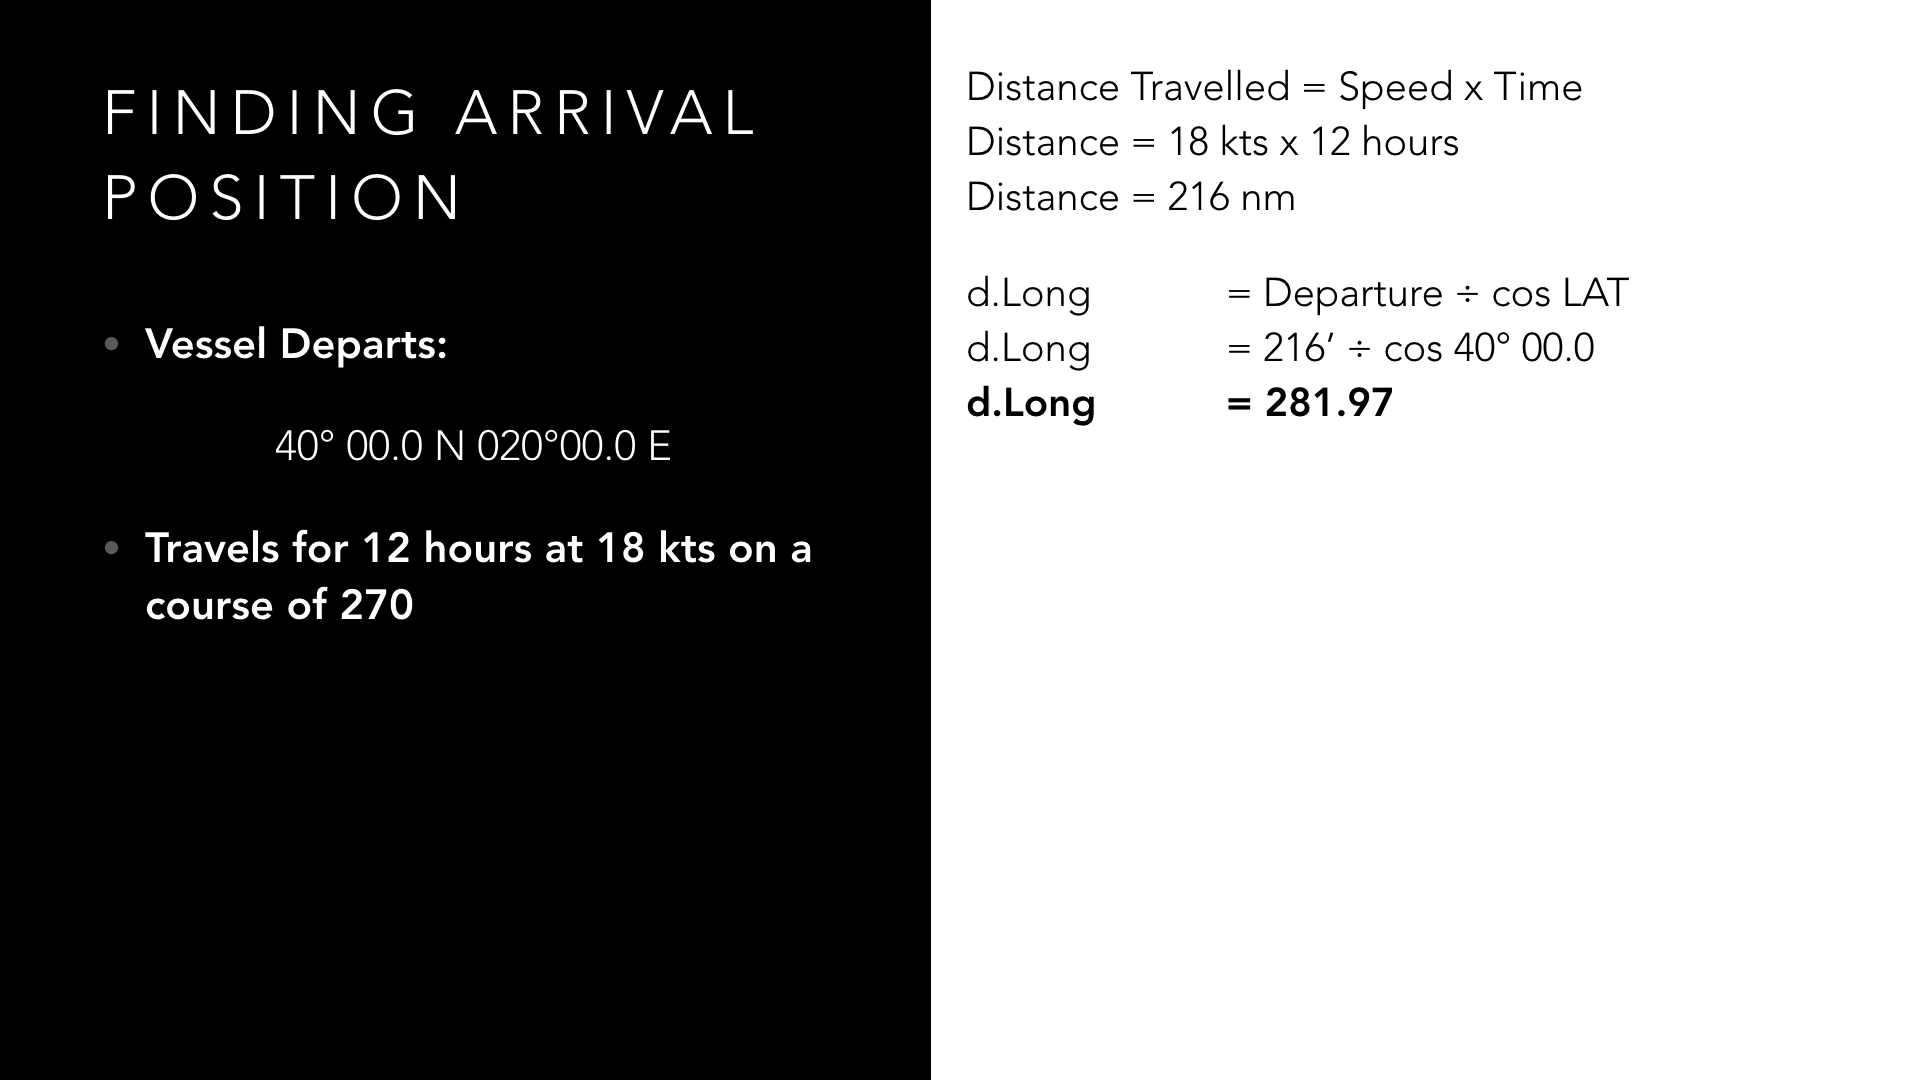 FINDING ARRIVAL
POSITION
• Vessel Departs:
40° 00.0 N 020°00.0 E
• Travels for 12 hours at 18 kts on a
course of 270
Distance Travelled = Speed x Time
Distance = 18 kts x 12 hours
Distance = 216 nm
d.Long = Departure ÷ cos LAT
d.Long = 216’ ÷ cos 40° 00.0
d.Long = 281.97